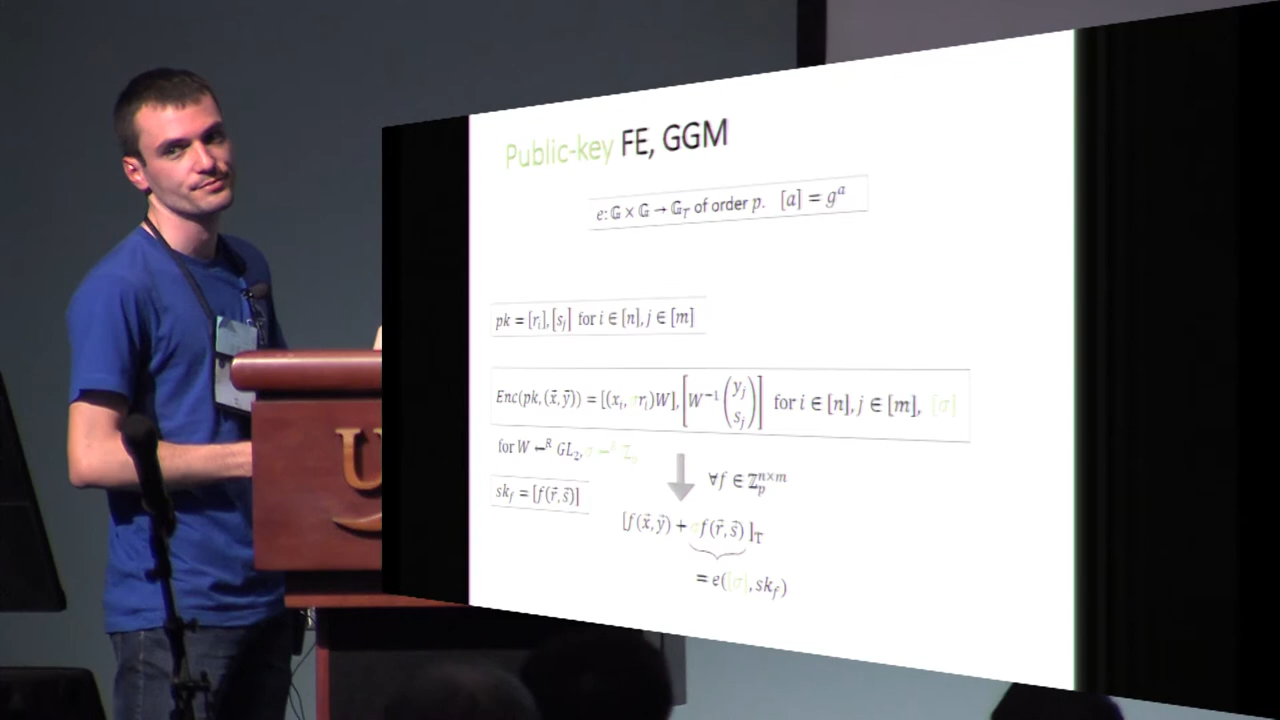 Public-key FE, GGM
e: 𝔾 × 𝔾 → 𝔾_T of order p. [a] = g^a
pk = [r_i], [s_j] for i ∈ [n], j ∈ [m]
Enc(pk, (x⃗, y⃗)) = [(x_i, σr_i)W], [W^{-1} (y_j s_j)] for i ∈ [n], j ∈ [m], [σ]
for W ←^R GL_2, σ ←^R ℤ_p
∀f ∈ ℤ_p^{n×m}
sk_f = [f(r⃗, s⃗)]
[f(x⃗, y⃗) + σf(r⃗, s⃗)]_T
= e([σ], sk_f)